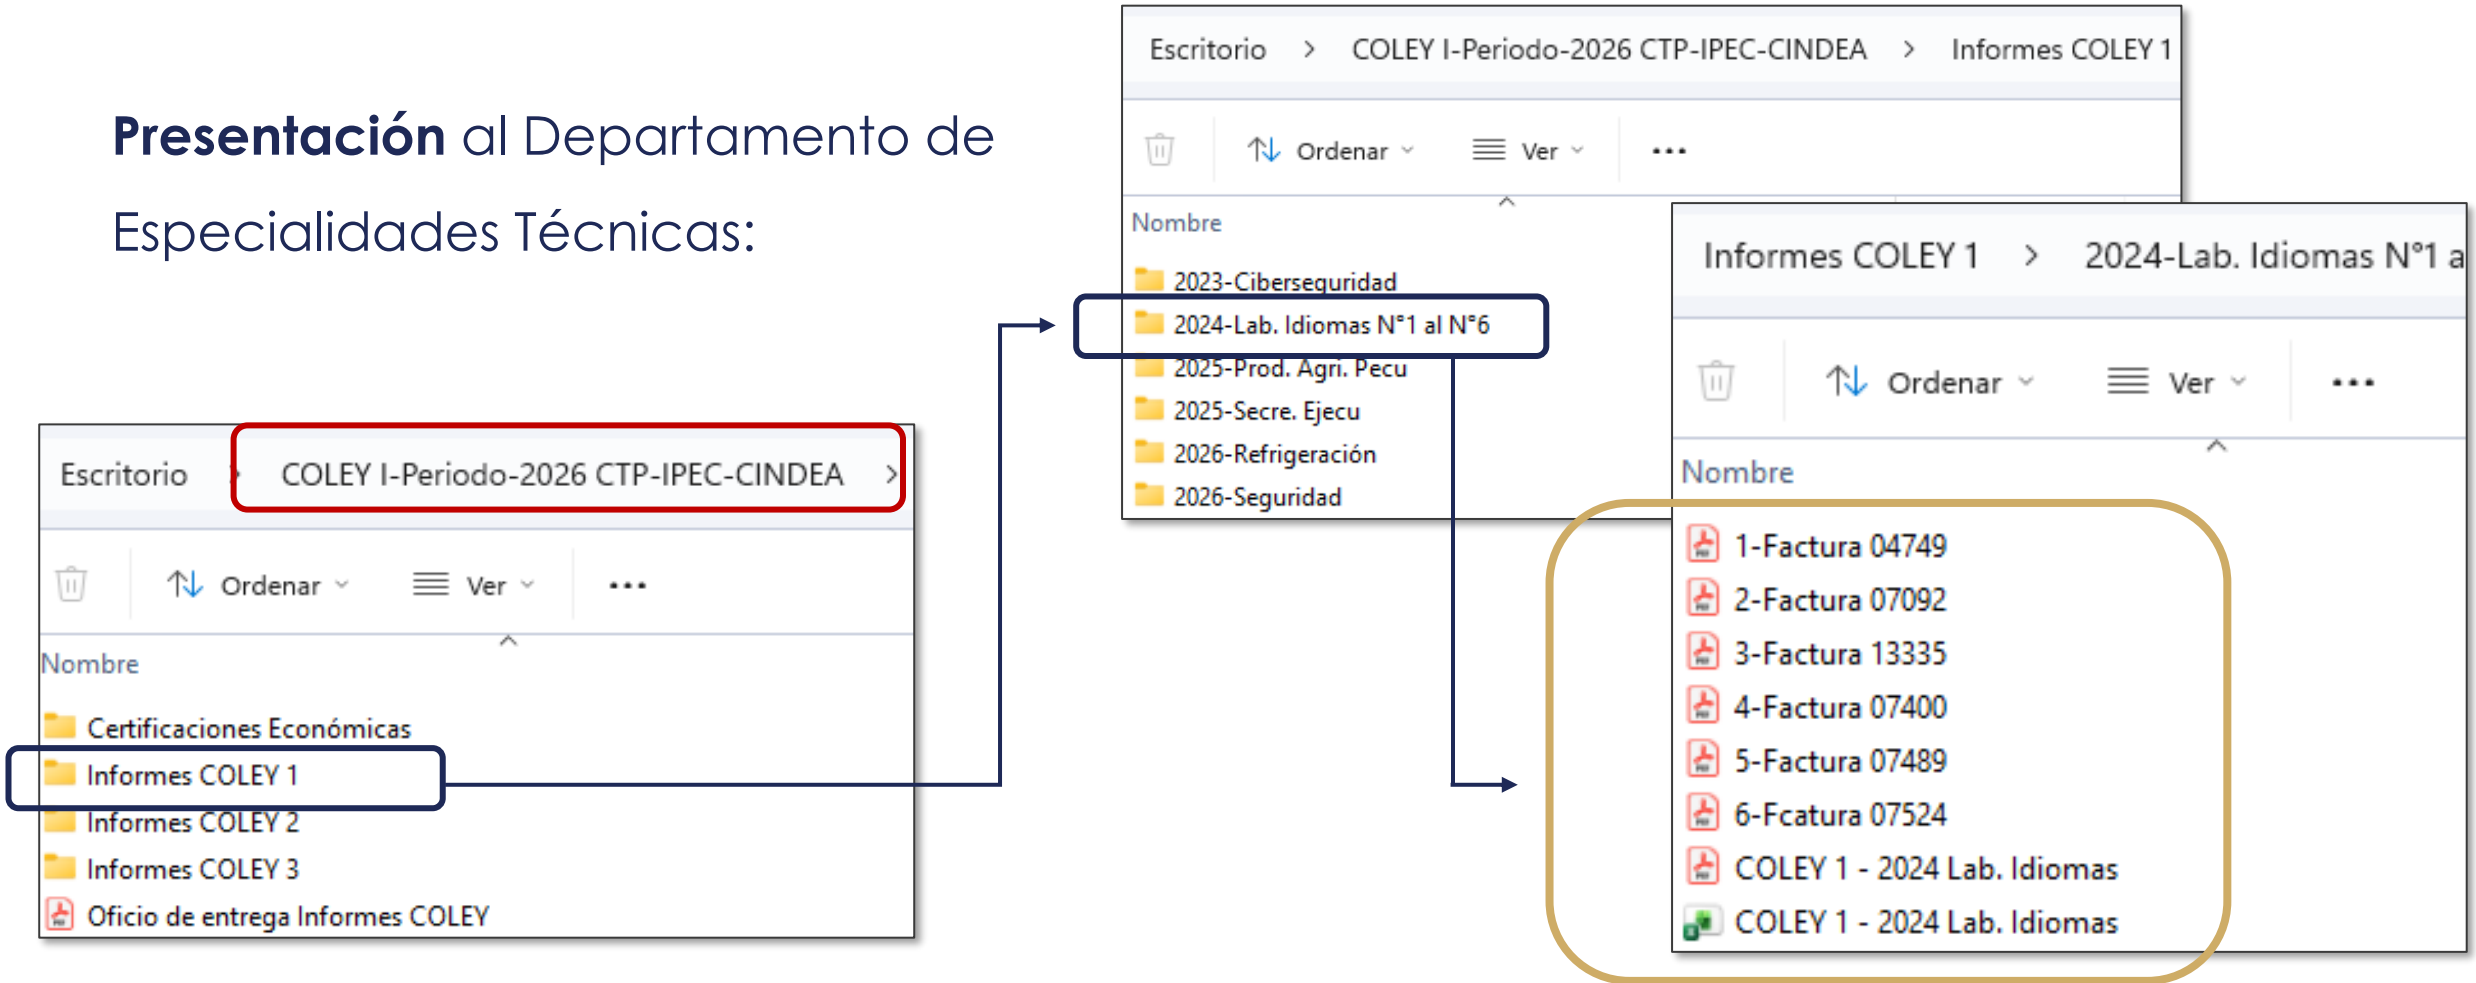 Presentación al Departamento de
Especialidades Técnicas:
Escritorio > COLEY I-Periodo-2026 CTP-IPEC-CINDEA >
Ordenar Ver ...
Nombre
Certificaciones Económicas
Informes COLEY 1
Informes COLEY 2
Informes COLEY 3
Oficio de entrega Informes COLEY
Escritorio > COLEY I-Periodo-2026 CTP-IPEC-CINDEA > Informes COLEY 1
Ordenar Ver ...
Nombre
2023-Ciberseguridad
2024-Lab. Idiomas N°1 al N°6
2025-Prod. Agri. Pecu
2025-Secre. Ejecu
2026-Refrigeración
2026-Seguridad
Informes COLEY 1 > 2024-Lab. Idiomas N°1 a
Ordenar Ver ...
Nombre
1-Factura 04749
2-Factura 07092
3-Factura 13335
4-Factura 07400
5-Factura 07489
6-Fcatura 07524
COLEY 1 - 2024 Lab. Idiomas
COLEY 1 - 2024 Lab. Idiomas